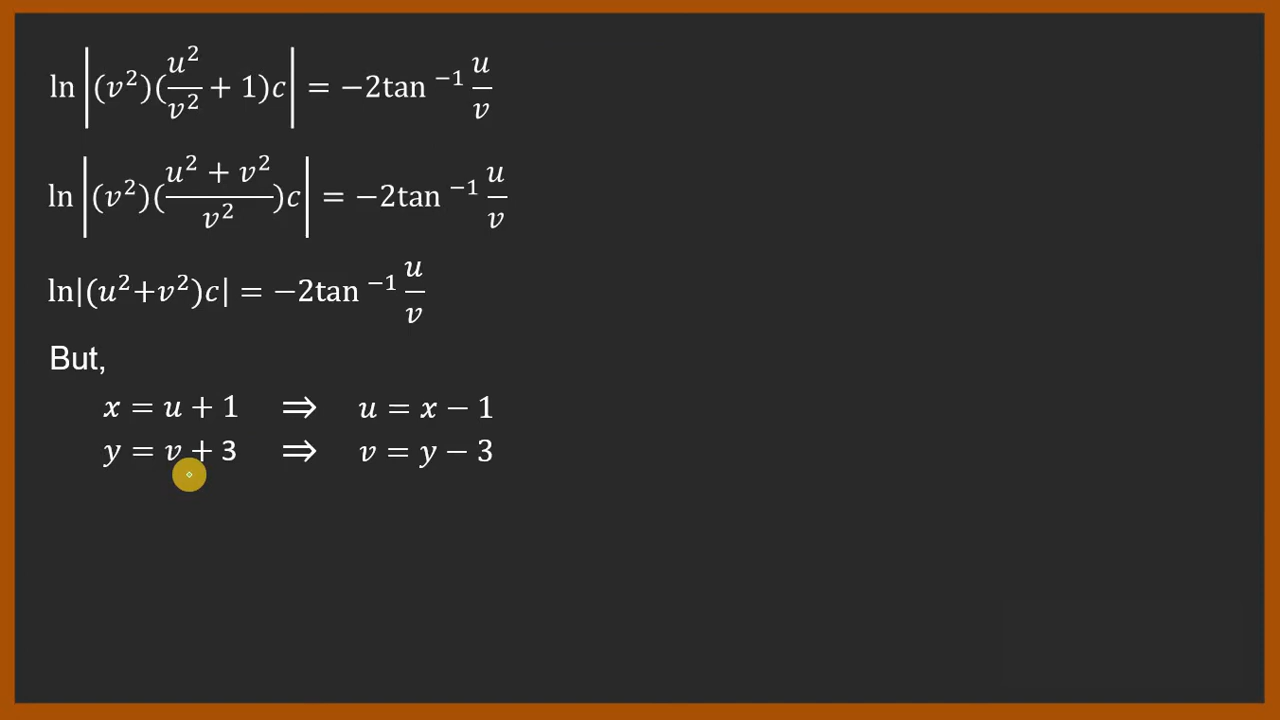 ln|(v²)(u²/v² + 1)c| = −2tan⁻¹ u/v
ln|(v²)((u² + v²)/v²)c| = −2tan⁻¹ u/v
ln|(u²+v²)c| = −2tan⁻¹ u/v
But,
x = u + 1 ⇒ u = x − 1
y = v + 3 ⇒ v = y − 3